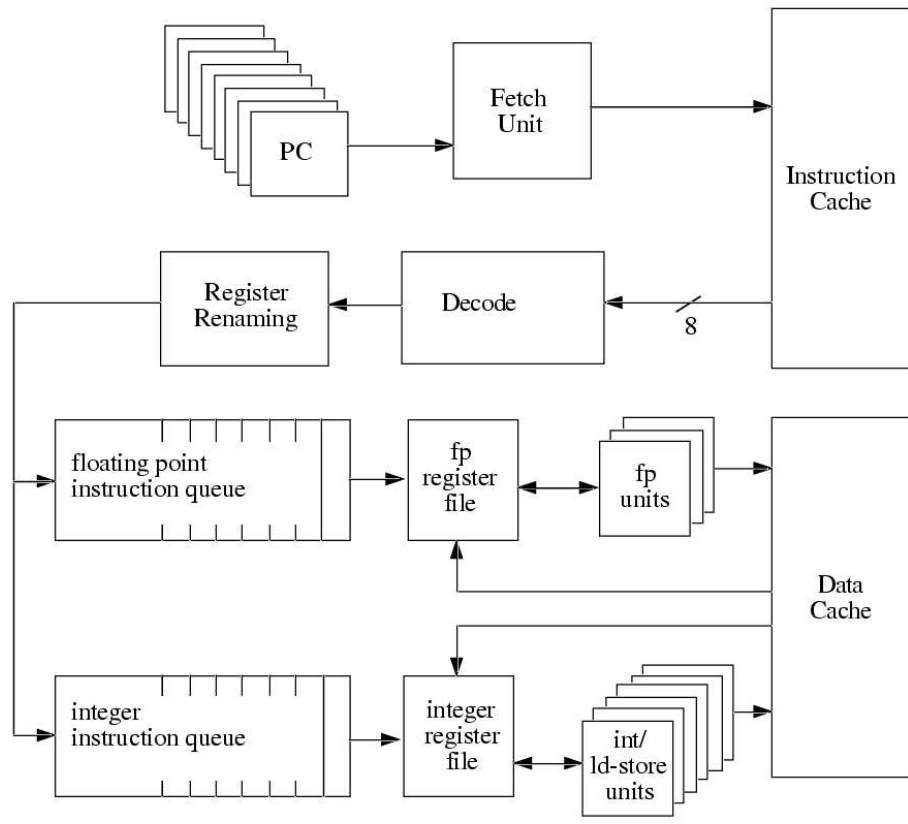 PC
Fetch
Unit
Instruction
Cache
Register
Renaming
Decode
8
floating point
instruction queue
fp
register
file
fp
units
Data
Cache
integer
instruction queue
integer
register
file
int/
ld-store
units